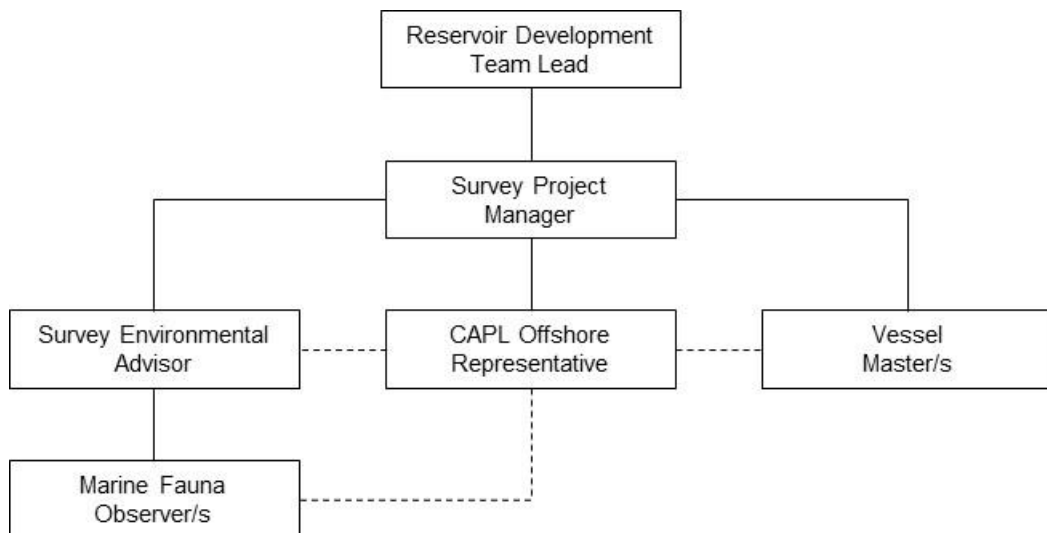 Reservoir Development
Team Lead
Survey Project
Manager
Survey Environmental
Advisor
CAPL Offshore
Representative
Vessel
Master/s
Marine Fauna
Observer/s